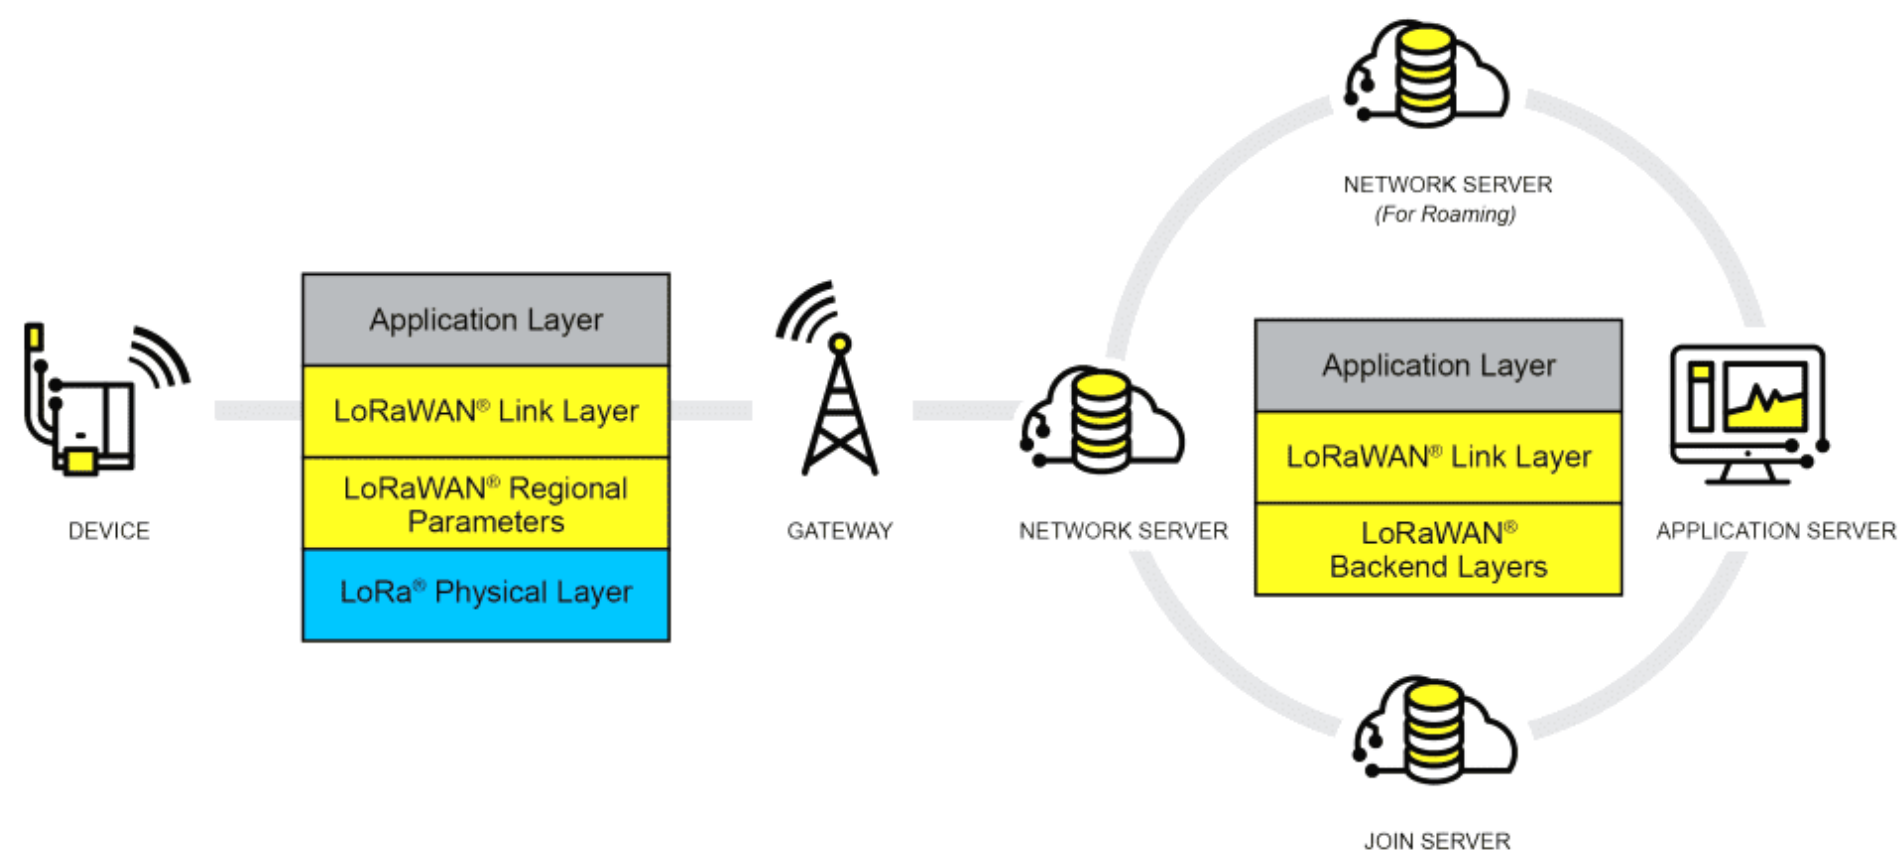 NETWORK SERVER
(For Roaming)
Application Layer
LoRaWAN® Link Layer
LoRaWAN® Regional
Parameters
LoRa® Physical Layer
Application Layer
LoRaWAN® Link Layer
LoRaWAN®
Backend Layers
DEVICE
GATEWAY
NETWORK SERVER
APPLICATION SERVER
JOIN SERVER